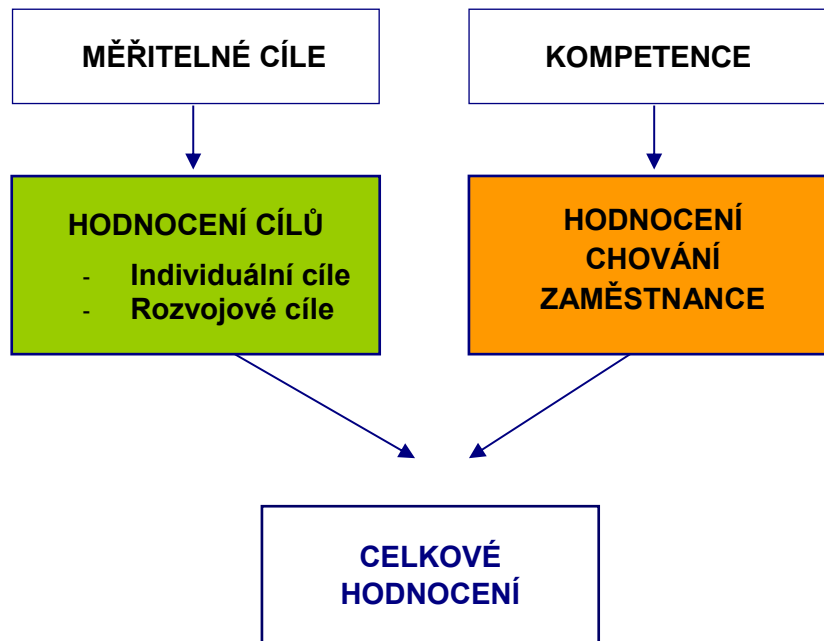 MĚŘITELNÉ CÍLE
KOMPETENCE
HODNOCENÍ CÍLŮ
- Individuální cíle
- Rozvojové cíle
HODNOCENÍ
CHOVÁNÍ
ZAMĚSTNANCE
CELKOVÉ
HODNOCENÍ